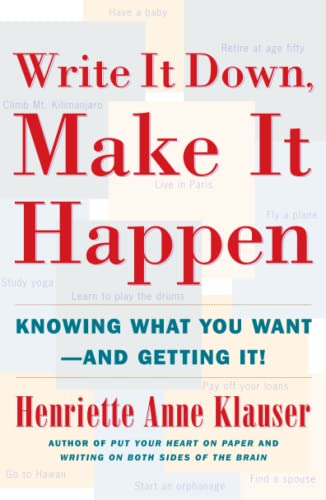 Have a baby
Retire at age fifty
Write It Down,
Climb Mt. Kilimanjaro
Make It
Live in Paris
Fly a plane
Happen
Study yoga
Learn to play the drums
KNOWING WHAT YOU WANT
—AND GETTING IT!
Pay off your loans
Henriette Anne Klauser
AUTHOR OF PUT YOUR HEART ON PAPER AND
WRITING ON BOTH SIDES OF THE BRAIN
Go to Hawan
Start an orphanage
Find a spouse